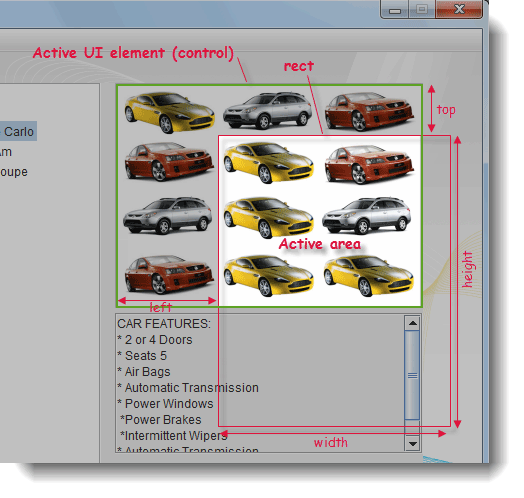 Active UI element (control)
rect
top
Carlo
Am
oupe
Active area
height
left
CAR FEATURES:
* 2 or 4 Doors
* Seats 5
* Air Bags
* Automatic Transmission
* Power Windows
*Power Brakes
*Intermittent Wipers
* Automatic Transmission
width